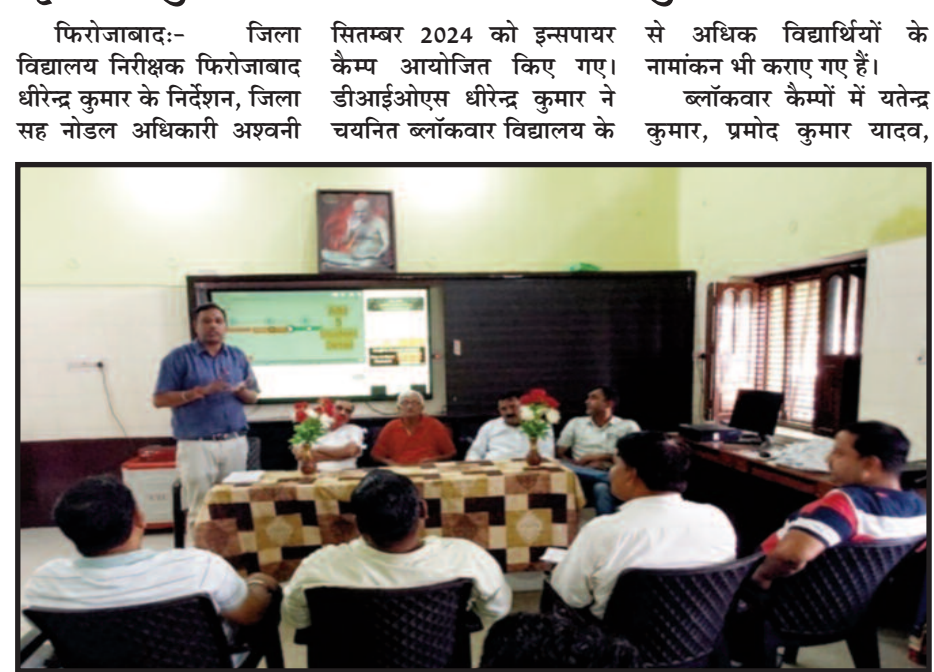 फिरोजाबादः- जिला
विद्यालय निरीक्षक फिरोजाबाद
धीरेन्द्र कुमार के निर्देशन, जिला
सह नोडल अधिकारी अश्वनी
सितम्बर 2024 को इन्सपायर
कैम्प आयोजित किए गए।
डीआईओएस धीरेन्द्र कुमार ने
चयनित ब्लॉकवार विद्यालय के
से अधिक विद्यार्थियों के
नामांकन भी कराए गए हैं।
ब्लॉकवार कैम्पों में यतेन्द्र
कुमार, प्रमोद कुमार यादव,